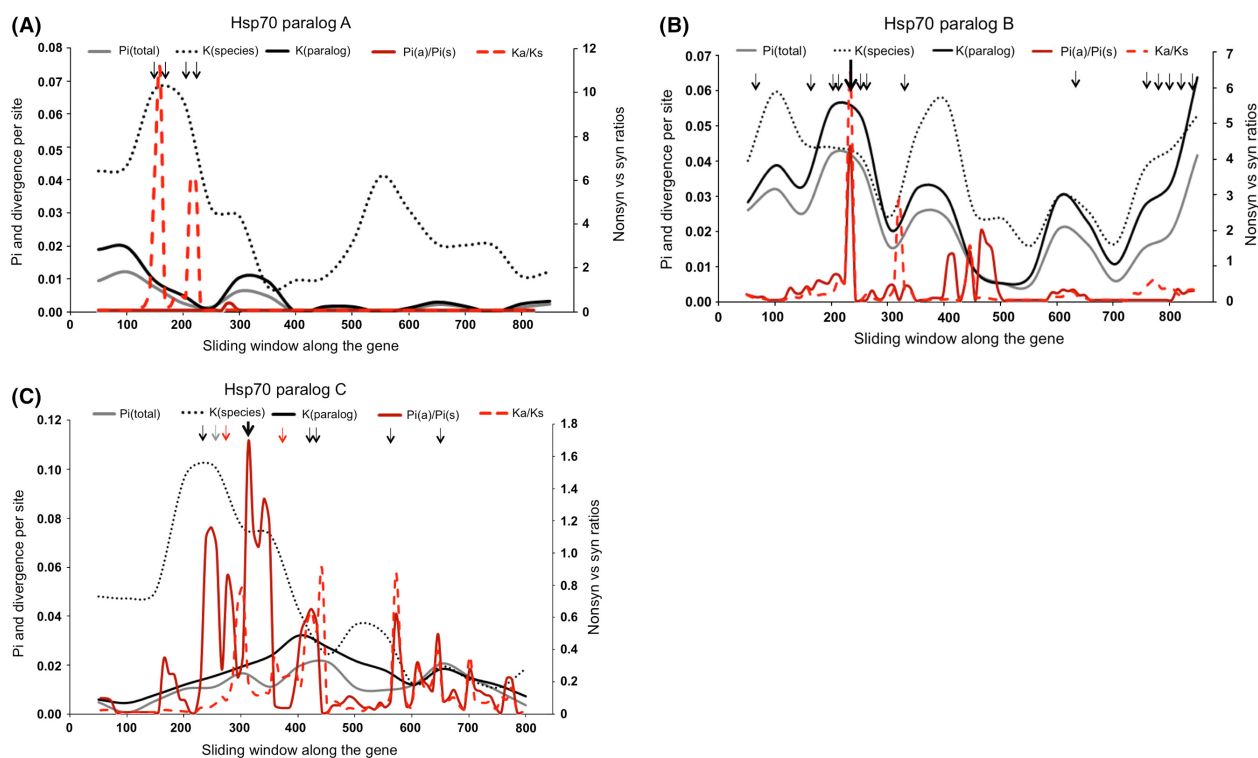 (A)
Hsp70 paralog A
Pi(total) K(species) K(paralog) Pi(a)/Pi(s) Ka/Ks
Pi and divergence per site
0.08
0.07
0.06
0.05
0.04
0.03
0.02
0.01
0.00
12
10
8
6
4
2
0
Nonsyn vs syn ratios
0 100 200 300 400 500 600 700 800
Sliding window along the gene
(B)
Hsp70 paralog B
Pi(total) K(species) K(paralog) Pi(a)/Pi(s) Ka/Ks
Pi and divergence per site
0.07
0.06
0.05
0.04
0.03
0.02
0.01
0.00
7
6
5
4
3
2
1
0
Nonsyn vs syn ratios
0 100 200 300 400 500 600 700 800
Sliding window along the gene
(C)
Hsp70 paralog C
Pi(total) K(species) K(paralog) Pi(a)/Pi(s) Ka/Ks
Pi and divergence per site
0.12
0.10
0.08
0.06
0.04
0.02
0.00
1.8
1.6
1.4
1.2
1.0
0.8
0.6
0.4
0.2
0
Nonsyn vs syn ratios
0 100 200 300 400 500 600 700 800
Sliding window along the gene